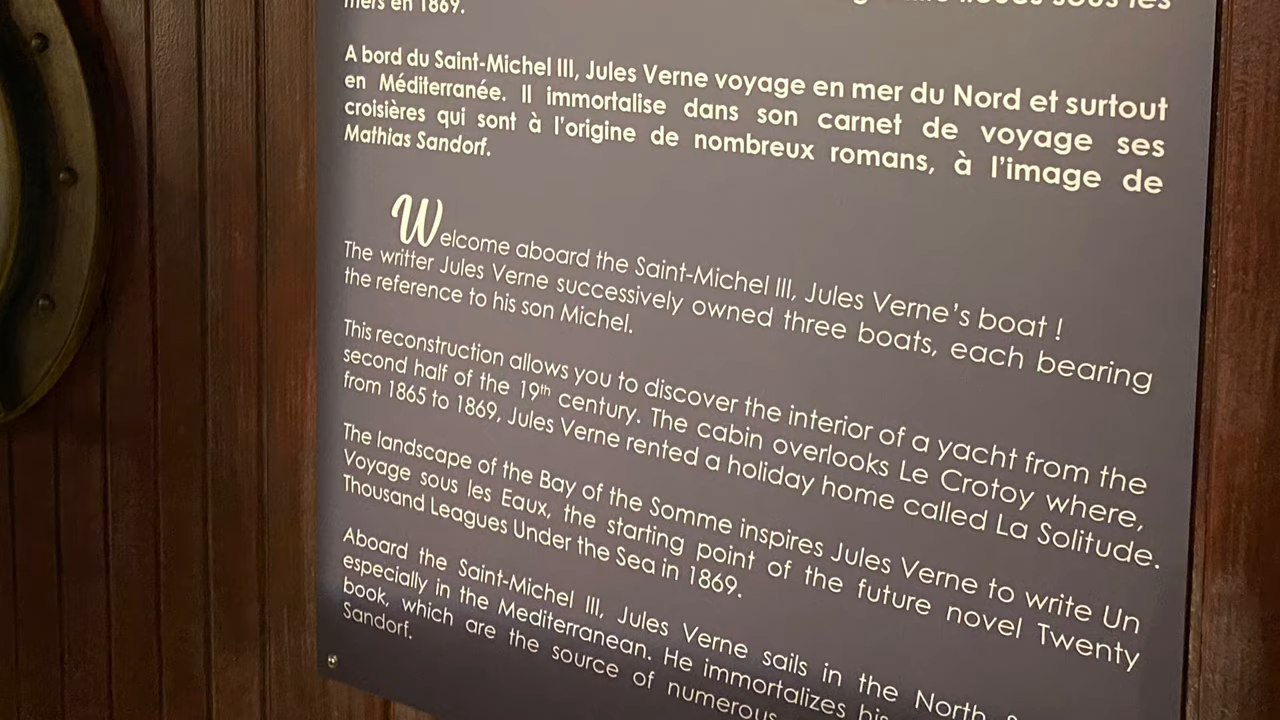 mers en 1869.
A bord du Saint-Michel III, Jules Verne voyage en mer du Nord et surtout
en Méditerranée. Il immortalise dans son carnet de voyage ses
croisières qui sont à l'origine de nombreux romans, à l'image de
Mathias Sandorf.
Welcome aboard the Saint-Michel III, Jules Verne's boat !
The writter Jules Verne successively owned three boats, each bearing
the reference to his son Michel.
This reconstruction allows you to discover the interior of a yacht from the
second half of the 19th century. The cabin overlooks Le Crotoy where,
from 1865 to 1869, Jules Verne rented a holiday home called La Solitude.
The landscape of the Bay of the Somme inspires Jules Verne to write Un
Voyage sous les Eaux, the starting point of the future novel Twenty
Thousand Leagues Under the Sea in 1869.
Aboard the Saint-Michel III, Jules Verne sails in the North
especially in the Mediterranean. He immortalizes his
book, which are the source of numerous
Sandorf.